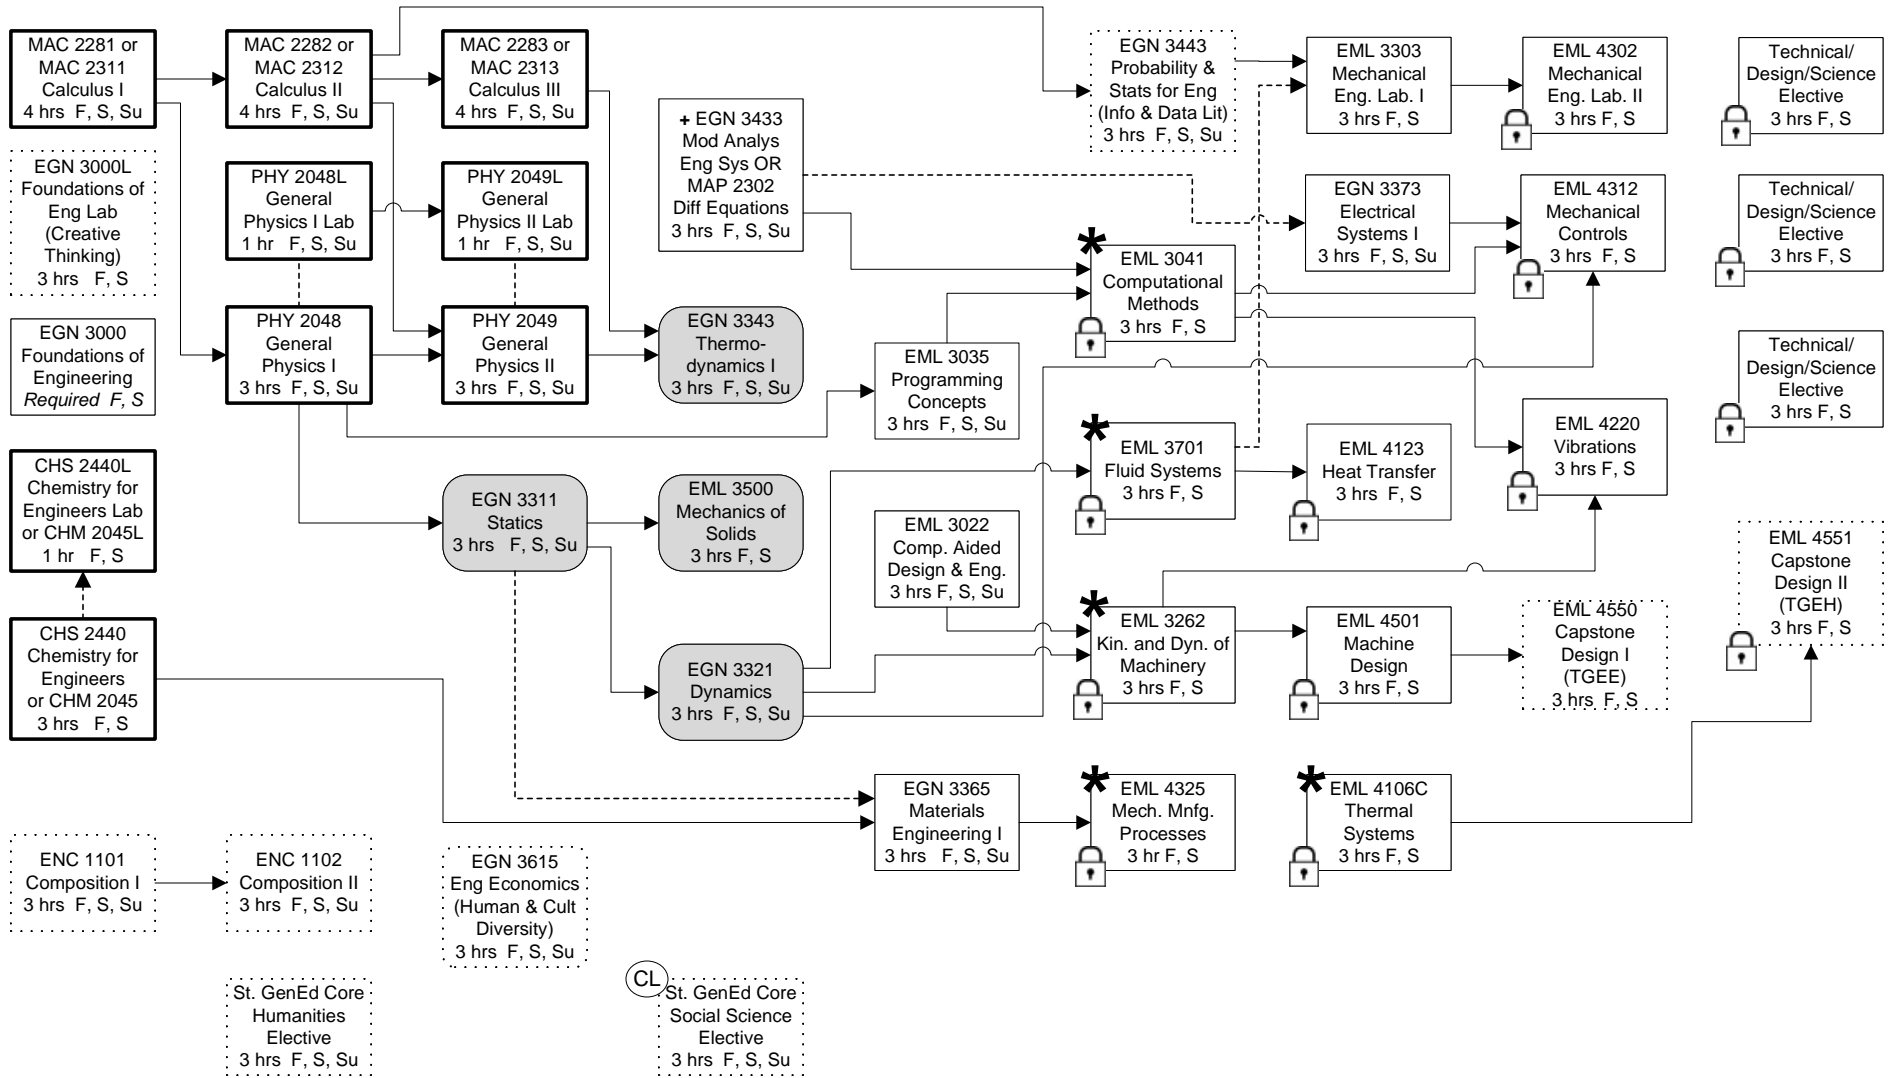 MAC 2281 or
MAC 2311
Calculus I
4 hrs F, S, Su
MAC 2282 or
MAC 2312
Calculus II
4 hrs F, S, Su
MAC 2283 or
MAC 2313
Calculus III
4 hrs F, S, Su
+ EGN 3433
Mod Analys
Eng Sys OR
MAP 2302
Diff Equations
3 hrs F, S, Su
EGN 3443
Probability &
Stats for Eng
(Info & Data Lit)
3 hrs F, S, Su
EML 3303
Mechanical
Eng. Lab. I
3 hrs F, S
EML 4302
Mechanical
Eng. Lab. II
3 hrs F, S
Technical/
Design/Science
Elective
3 hrs F, S
EGN 3000L
Foundations of
Eng Lab
(Creative
Thinking)
3 hrs F, S
PHY 2048L
General
Physics I Lab
1 hr F, S, Su
PHY 2049L
General
Physics II Lab
1 hr F, S, Su
EGN 3373
Electrical
Systems I
3 hrs F, S, Su
EML 4312
Mechanical
Controls
3 hrs F, S
Technical/
Design/Science
Elective
3 hrs F, S
*
EML 3041
Computational
Methods
3 hrs F, S
EGN 3000
Foundations of
Engineering
Required F, S
PHY 2048
General
Physics I
3 hrs F, S, Su
PHY 2049
General
Physics II
3 hrs F, S, Su
EGN 3343
Thermo-
dynamics I
3 hrs F, S, Su
EML 3035
Programming
Concepts
3 hrs F, S, Su
Technical/
Design/Science
Elective
3 hrs F, S
CHS 2440L
Chemistry for
Engineers Lab
or CHM 2045L
1 hr F, S
EGN 3311
Statics
3 hrs F, S, Su
EML 3500
Mechanics of
Solids
3 hrs F, S
*
EML 3701
Fluid Systems
3 hrs F, S
EML 4123
Heat Transfer
3 hrs F, S
EML 4220
Vibrations
3 hrs F, S
EML 3022
Comp. Aided
Design & Eng.
3 hrs F, S, Su
EML 4551
Capstone
Design II
(TGEH)
3 hrs F, S
CHS 2440
Chemistry for
Engineers
or CHM 2045
3 hrs F, S
EGN 3321
Dynamics
3 hrs F, S, Su
*
EML 3262
Kin. and Dyn. of
Machinery
3 hrs F, S
EML 4501
Machine
Design
3 hrs F, S
EML 4550
Capstone
Design I
(TGEE)
3 hrs F, S
EGN 3365
Materials
Engineering I
3 hrs F, S, Su
*
EML 4325
Mech. Mnfg.
Processes
3 hr F, S
*
EML 4106C
Thermal
Systems
3 hrs F, S
ENC 1101
Composition I
3 hrs F, S, Su
ENC 1102
Composition II
3 hrs F, S, Su
EGN 3615
Eng Economics
(Human & Cult
Diversity)
3 hrs F, S, Su
St. GenEd Core
Humanities
Elective
3 hrs F, S, Su
CL
St. GenEd Core
Social Science
Elective
3 hrs F, S, Su